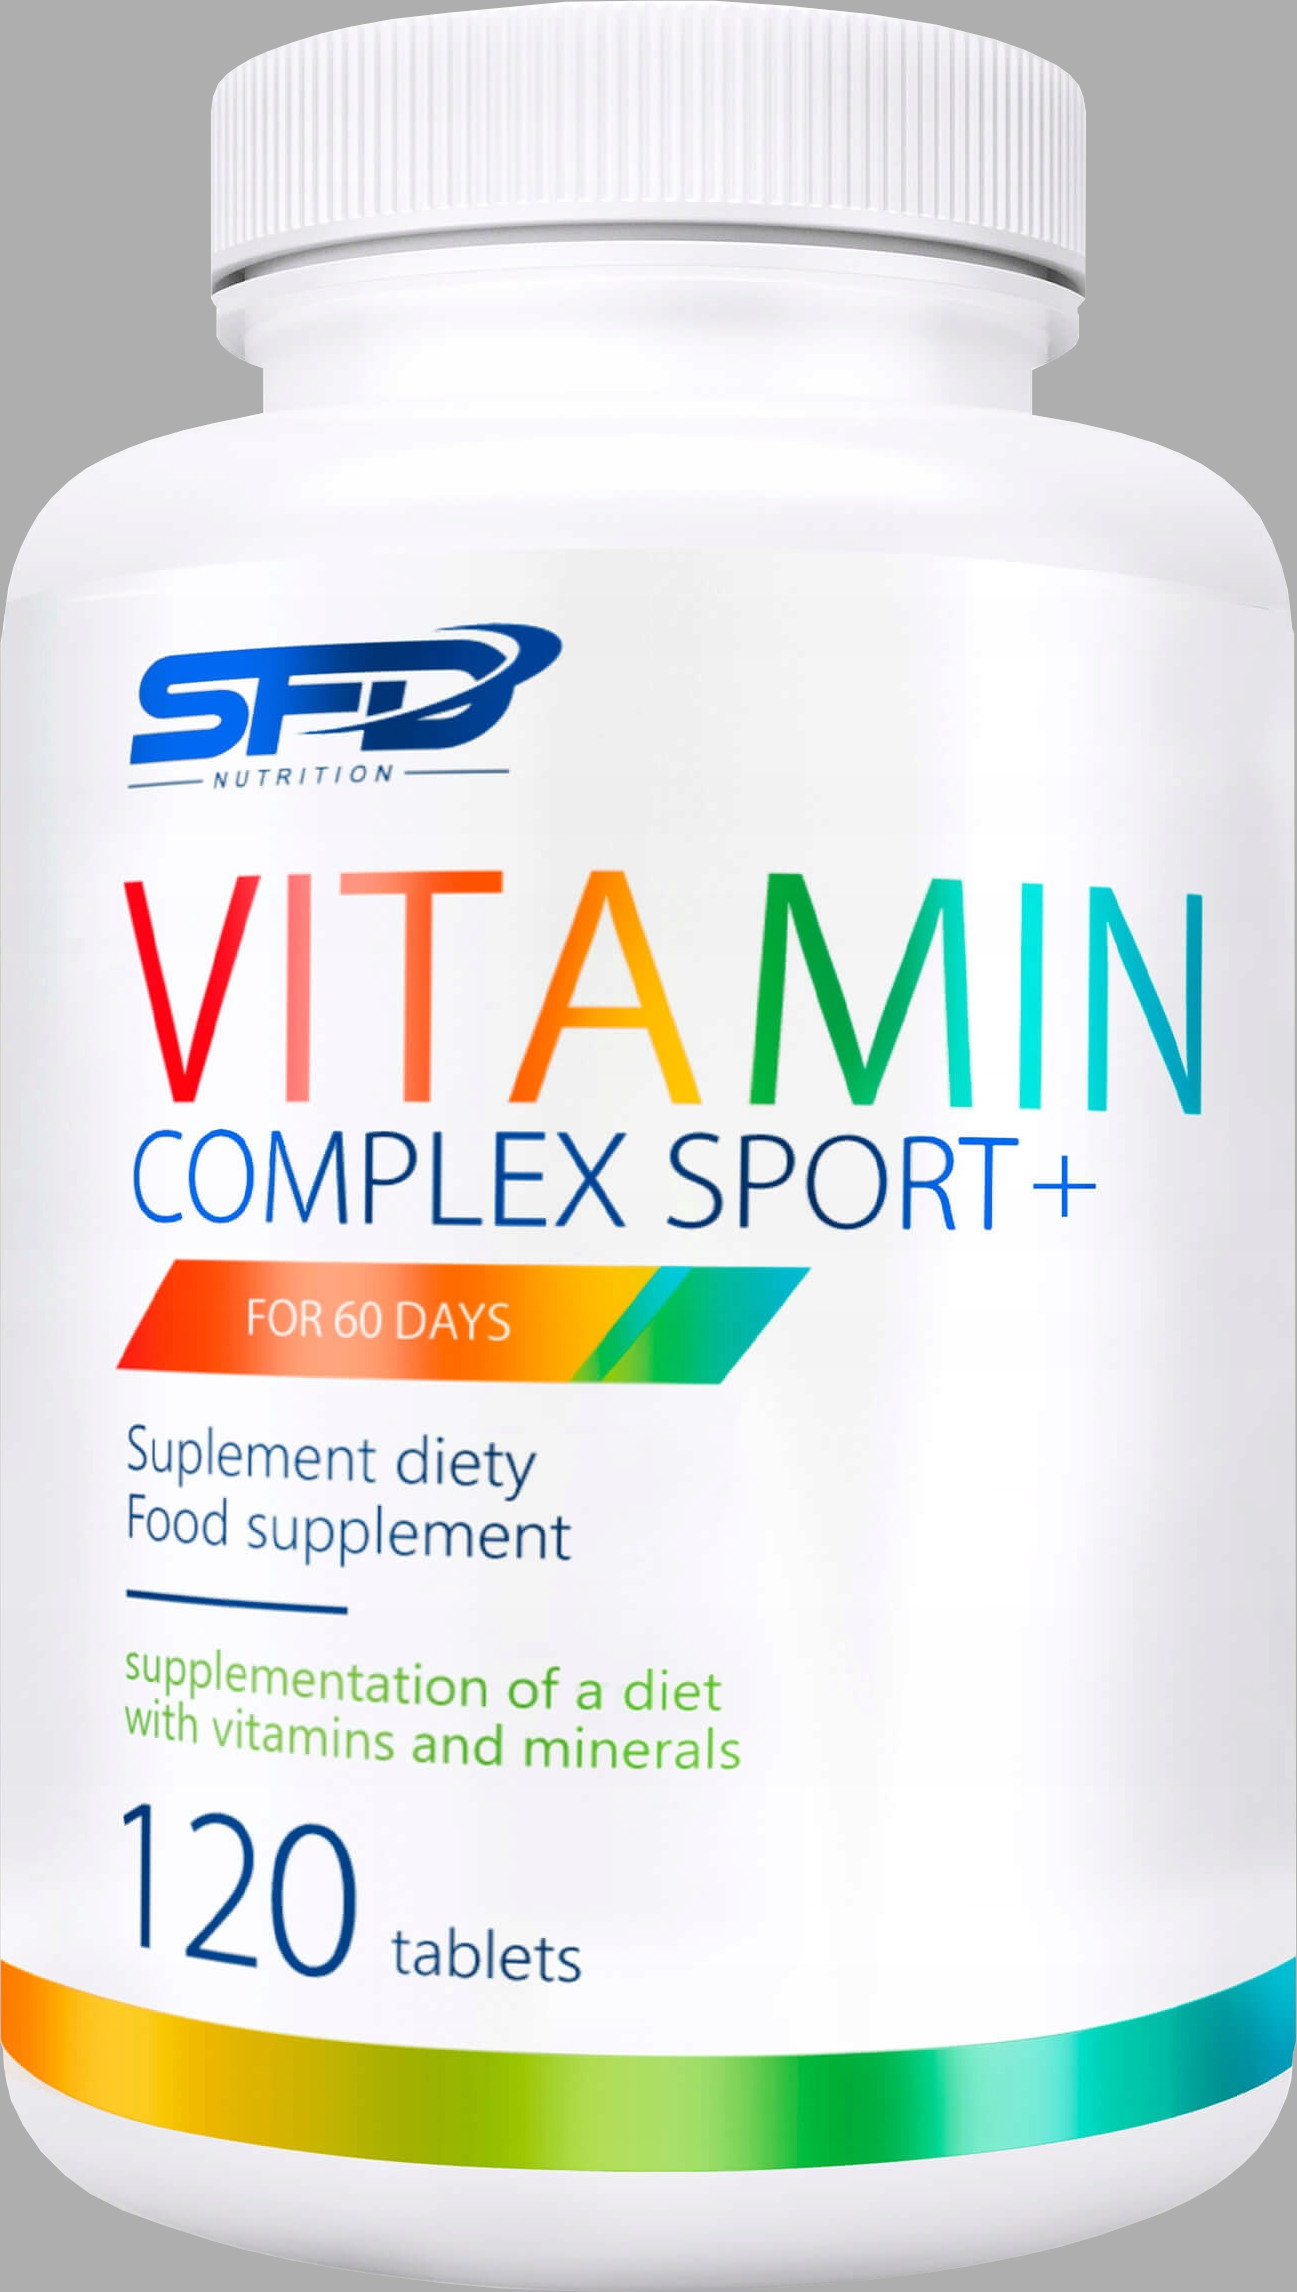 SFD
NUTRITION
VITAMIN
COMPLEX SPORT+
FOR 60 DAYS
Suplement diety
Food supplement
supplementation of a diet
with vitamins and minerals
120 tablets